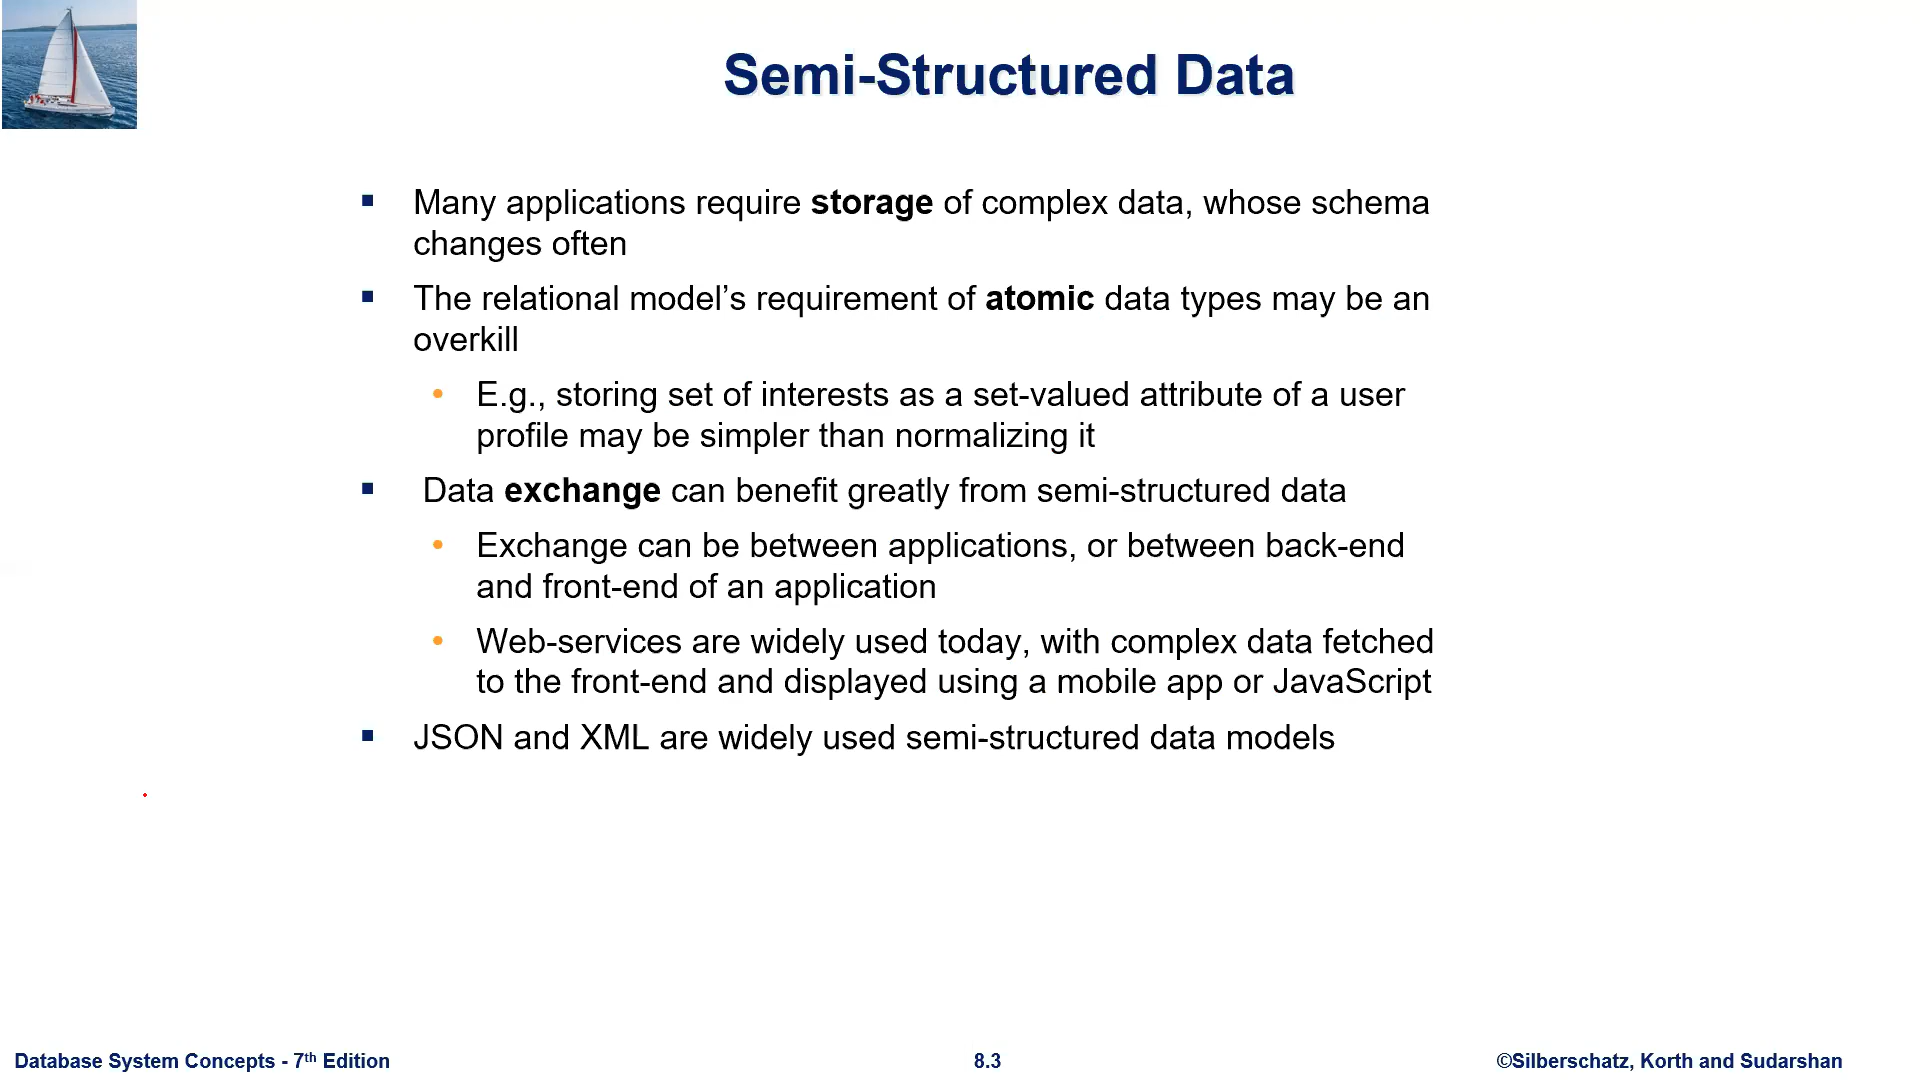 Semi-Structured Data
▪ Many applications require storage of complex data, whose schema
changes often
▪ The relational model’s requirement of atomic data types may be an
overkill
• E.g., storing set of interests as a set-valued attribute of a user
profile may be simpler than normalizing it
▪ Data exchange can benefit greatly from semi-structured data
• Exchange can be between applications, or between back-end
and front-end of an application
• Web-services are widely used today, with complex data fetched
to the front-end and displayed using a mobile app or JavaScript
▪ JSON and XML are widely used semi-structured data models
Database System Concepts - 7th Edition
8.3
©Silberschatz, Korth and Sudarshan